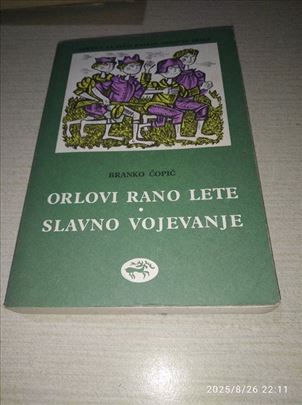 BRANKO ĆOPIĆ
ORLOVI RANO LETE
•
SLAVNO VOJEVANJE
2025/8/26 22:11